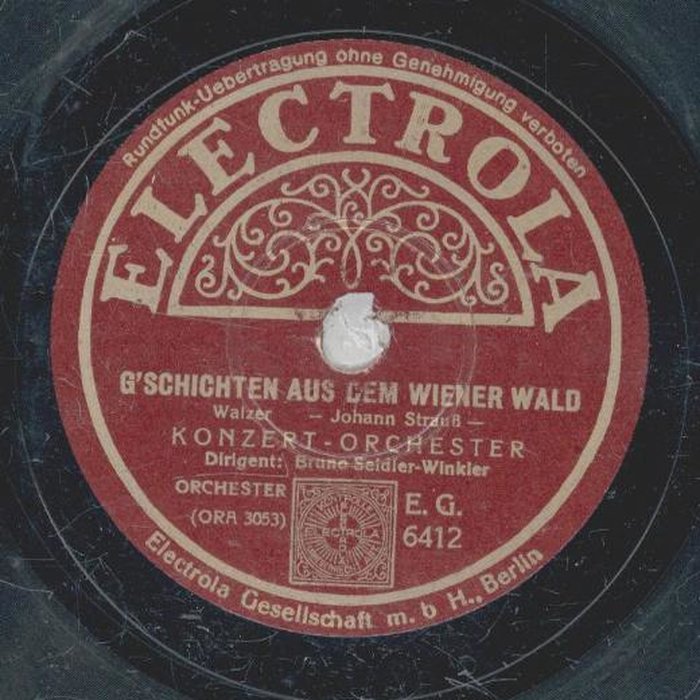 Rundfunk-Uebertragung ohne Genehmigung verboten
ELECTROLA
G'SCHICHTEN AUS DEM WIENER WALD
Walzer — Johann Strauß —
KONZERT-ORCHESTER
Dirigent: Bruno Seidler-Winkler
ORCHESTER
(ORA 3053)
ELECTROLA
E. G.
6412
Electrola Gesellschaft m. b H., Berlin